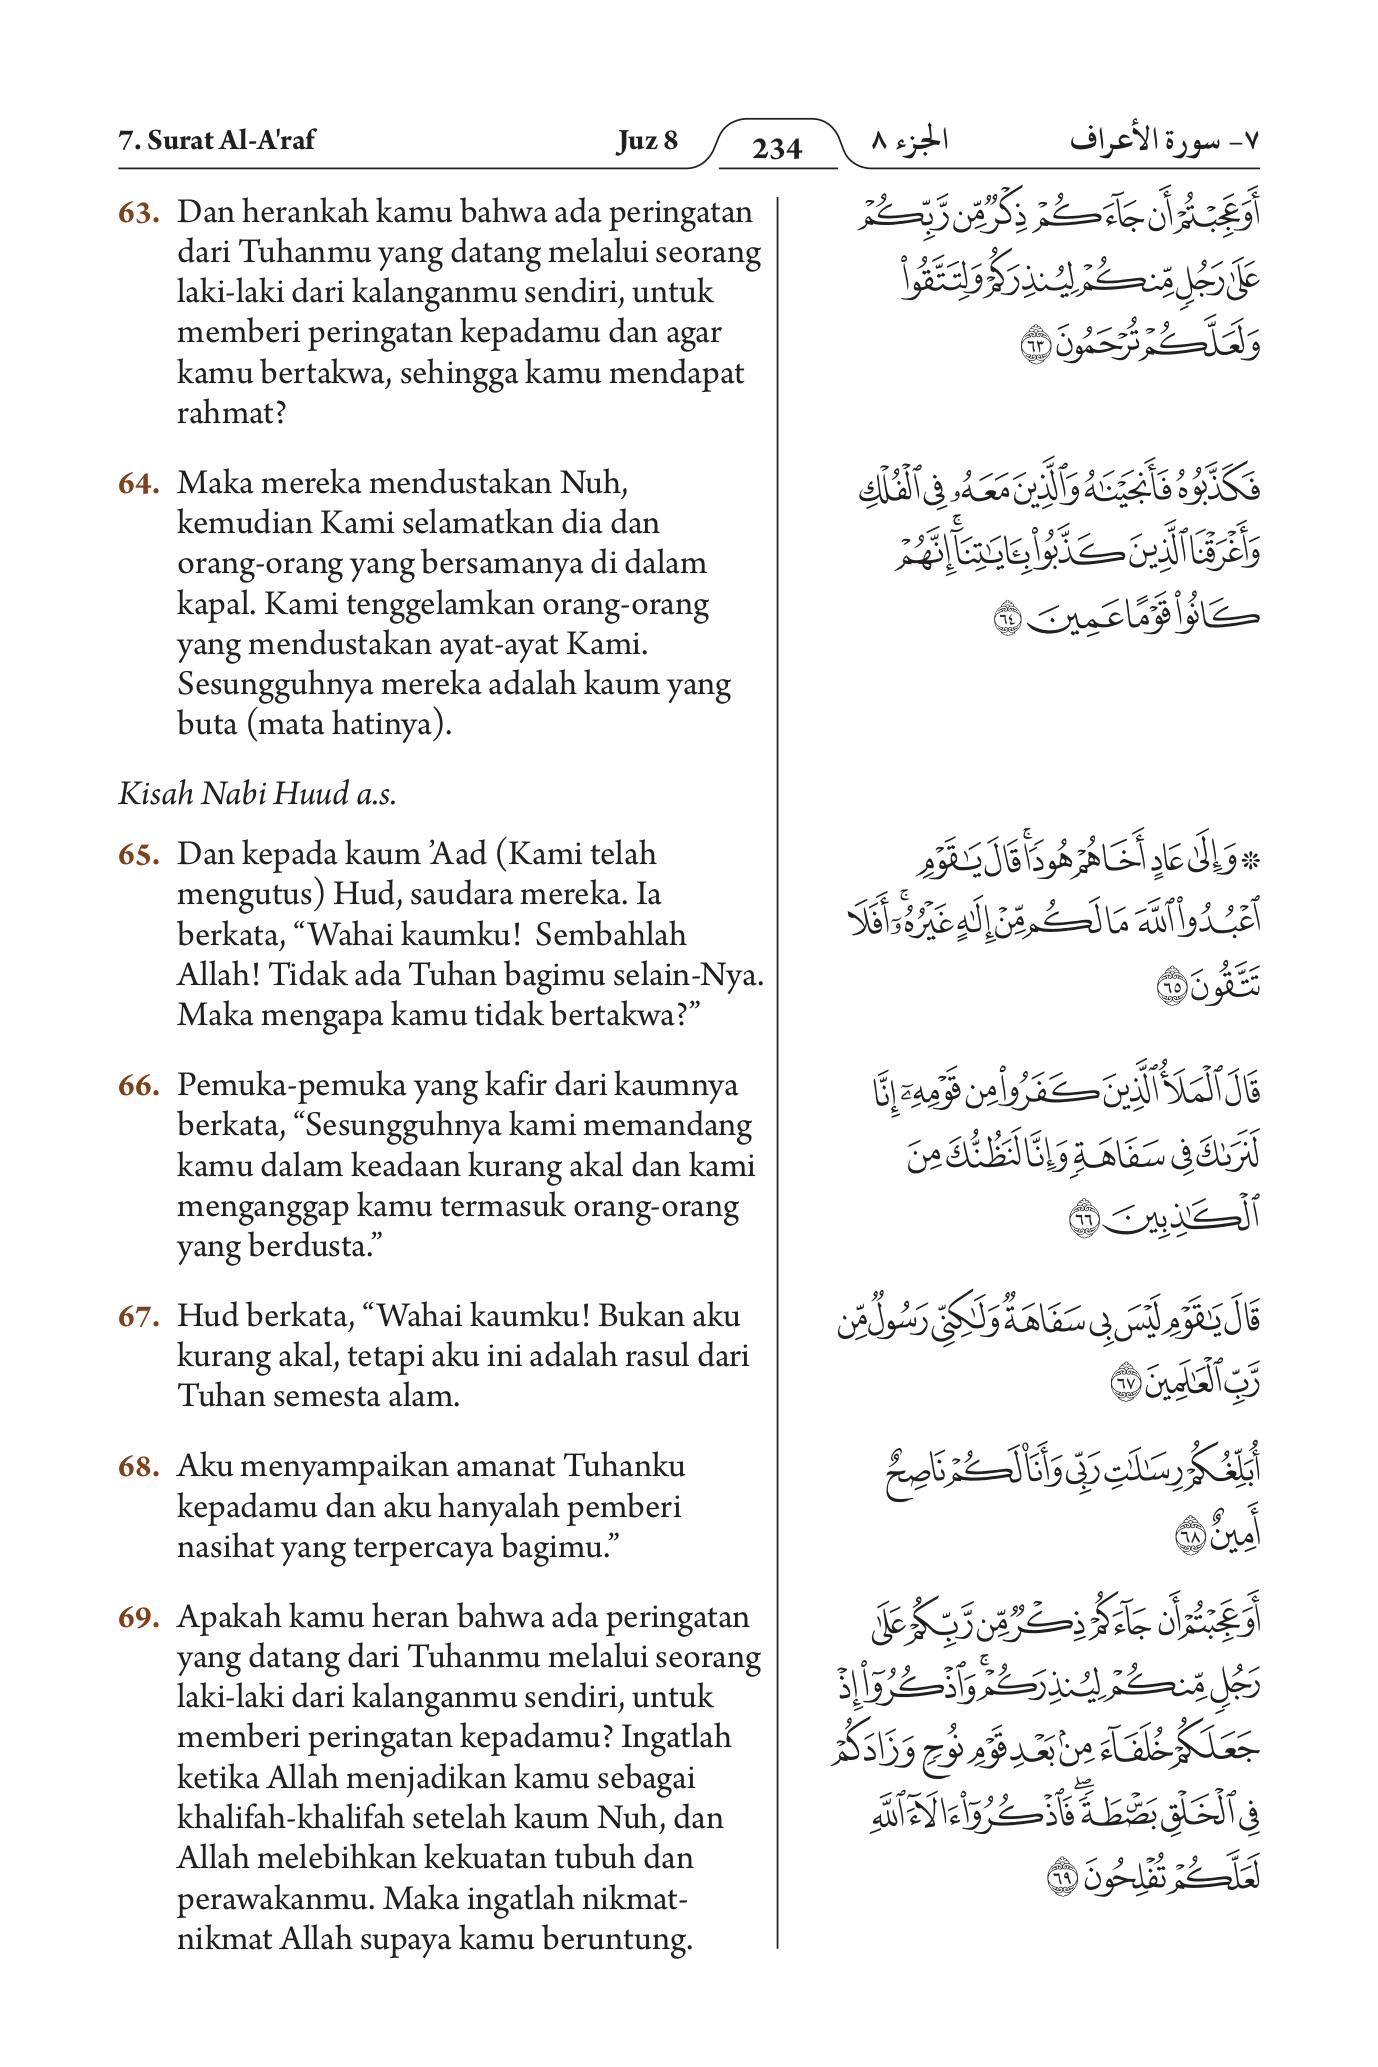 7. Surat Al-A'raf
Juz 8
234
الجزء ٨
٧- سورة الأعراف
63. Dan herankah kamu bahwa ada peringatan
dari Tuhanmu yang datang melalui seorang
laki-laki dari kalanganmu sendiri, untuk
memberi peringatan kepadamu dan agar
kamu bertakwa, sehingga kamu mendapat
rahmat?
أَوَعَجِبْتُمْ أَن جَآءَكُمْ ذِكْرٌ مِّن رَّبِّكُمْ
عَلَىٰ رَجُلٍ مِّنكُمْ لِيُنذِرَكُمْ وَلِتَتَّقُوا۟
وَلَعَلَّكُمْ تُرْحَمُونَ ٦٣
64. Maka mereka mendustakan Nuh,
kemudian Kami selamatkan dia dan
orang-orang yang bersamanya di dalam
kapal. Kami tenggelamkan orang-orang
yang mendustakan ayat-ayat Kami.
Sesungguhnya mereka adalah kaum yang
buta (mata hatinya).
فَكَذَّبُوهُ فَأَنجَيْنَٰهُ وَٱلَّذِينَ مَعَهُۥ فِى ٱلْفُلْكِ
وَأَغْرَقْنَا ٱلَّذِينَ كَذَّبُوا۟ بِـَٔايَٰتِنَآ ۚ إِنَّهُمْ
كَانُوا۟ قَوْمًا عَمِينَ ٦٤
Kisah Nabi Huud a.s.
65. Dan kepada kaum ’Aad (Kami telah
mengutus) Hud, saudara mereka. Ia
berkata, “Wahai kaumku! Sembahlah
Allah! Tidak ada Tuhan bagimu selain-Nya.
Maka mengapa kamu tidak bertakwa?”
۞ وَإِلَىٰ عَادٍ أَخَاهُمْ هُودًا ۚ قَالَ يَٰقَوْمِ
ٱعْبُدُوا۟ ٱللَّهَ مَا لَكُم مِّنْ إِلَٰهٍ غَيْرُهُۥٓ ۚ أَفَلَا
تَتَّقُونَ ٦٥
66. Pemuka-pemuka yang kafir dari kaumnya
berkata, “Sesungguhnya kami memandang
kamu dalam keadaan kurang akal dan kami
menganggap kamu termasuk orang-orang
yang berdusta.”
قَالَ ٱلْمَلَأُ ٱلَّذِينَ كَفَرُوا۟ مِن قَوْمِهِۦٓ إِنَّا
لَنَرَىٰكَ فِى سَفَاهَةٍ وَإِنَّا لَنَظُنُّكَ مِنَ
ٱلْكَٰذِبِينَ ٦٦
67. Hud berkata, “Wahai kaumku! Bukan aku
kurang akal, tetapi aku ini adalah rasul dari
Tuhan semesta alam.
قَالَ يَٰقَوْمِ لَيْسَ بِى سَفَاهَةٌ وَلَٰكِنِّى رَسُولٌ مِّن
رَّبِّ ٱلْعَٰلَمِينَ ٦٧
68. Aku menyampaikan amanat Tuhanku
kepadamu dan aku hanyalah pemberi
nasihat yang terpercaya bagimu.”
أُبَلِّغُكُمْ رِسَٰلَٰتِ رَبِّى وَأَنَا۠ لَكُمْ نَاصِحٌ
أَمِينٌ ٦٨
69. Apakah kamu heran bahwa ada peringatan
yang datang dari Tuhanmu melalui seorang
laki-laki dari kalanganmu sendiri, untuk
memberi peringatan kepadamu? Ingatlah
ketika Allah menjadikan kamu sebagai
khalifah-khalifah setelah kaum Nuh, dan
Allah melebihkan kekuatan tubuh dan
perawakanmu. Maka ingatlah nikmat-
nikmat Allah supaya kamu beruntung.
أَوَعَجِبْتُمْ أَن جَآءَكُمْ ذِكْرٌ مِّن رَّبِّكُمْ عَلَىٰ
رَجُلٍ مِّنكُمْ لِيُنذِرَكُمْ ۚ وَٱذْكُرُوٓا۟ إِذْ
جَعَلَكُمْ خُلَفَآءَ مِنۢ بَعْدِ قَوْمِ نُوحٍ وَزَادَكُمْ
فِى ٱلْخَلْقِ بَصْۜطَةً ۖ فَٱذْكُرُوٓا۟ ءَالَآءَ ٱللَّهِ
لَعَلَّكُمْ تُفْلِحُونَ ٦٩